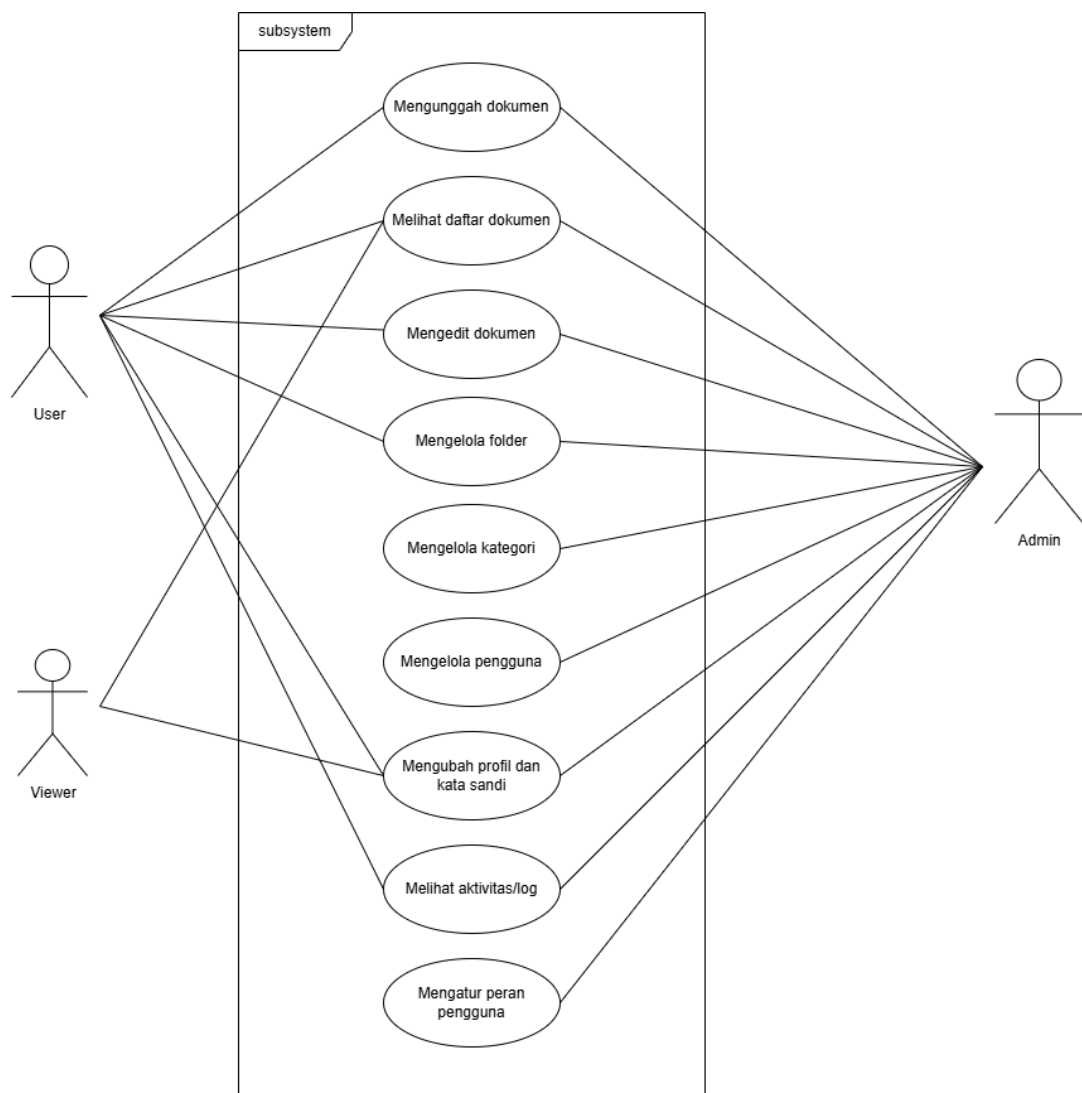 subsystem
Mengunggah dokumen
Melihat daftar dokumen
Mengedit dokumen
User
Mengelola folder
Mengelola kategori
Admin
Mengelola pengguna
Mengubah profil dan
kata sandi
Viewer
Melihat aktivitas/log
Mengatur peran
pengguna